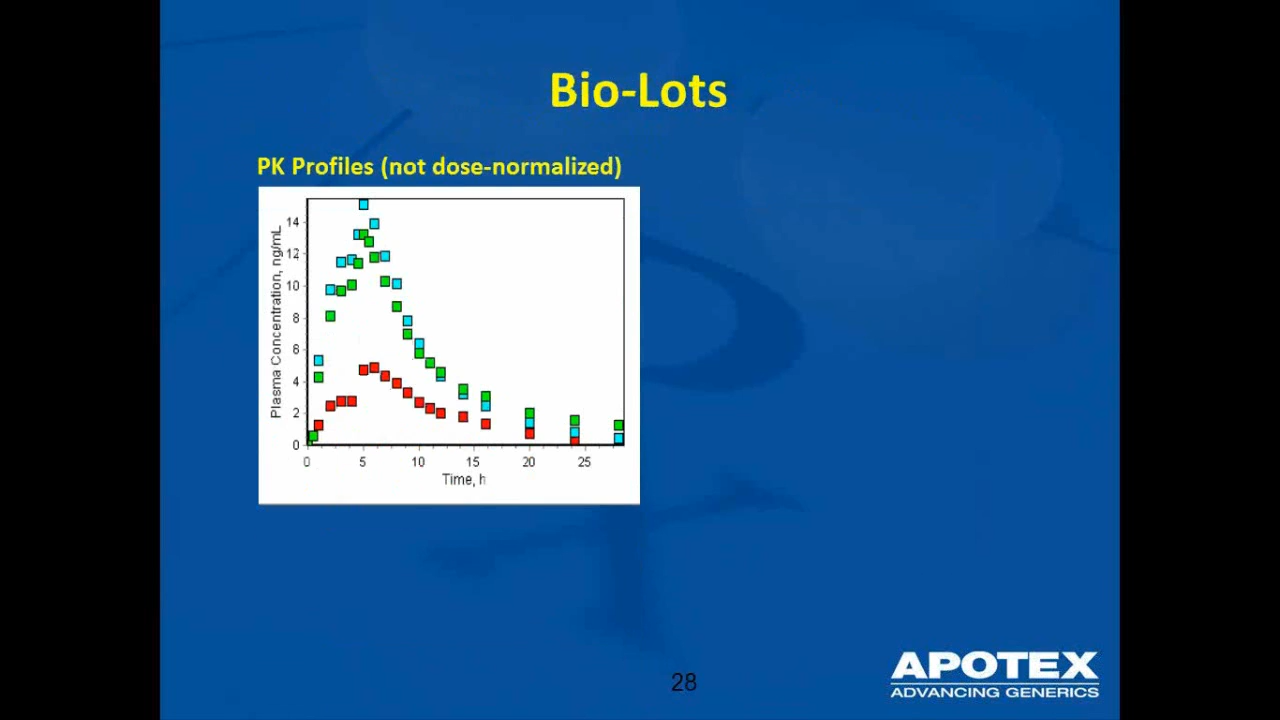 Bio-Lots
PK Profiles (not dose-normalized)
Plasma Concentration, ng/mL
14
12
10
8
6
4
2
0
0 5 10 15 20 25
Time, h
28
APOTEX
ADVANCING GENERICS